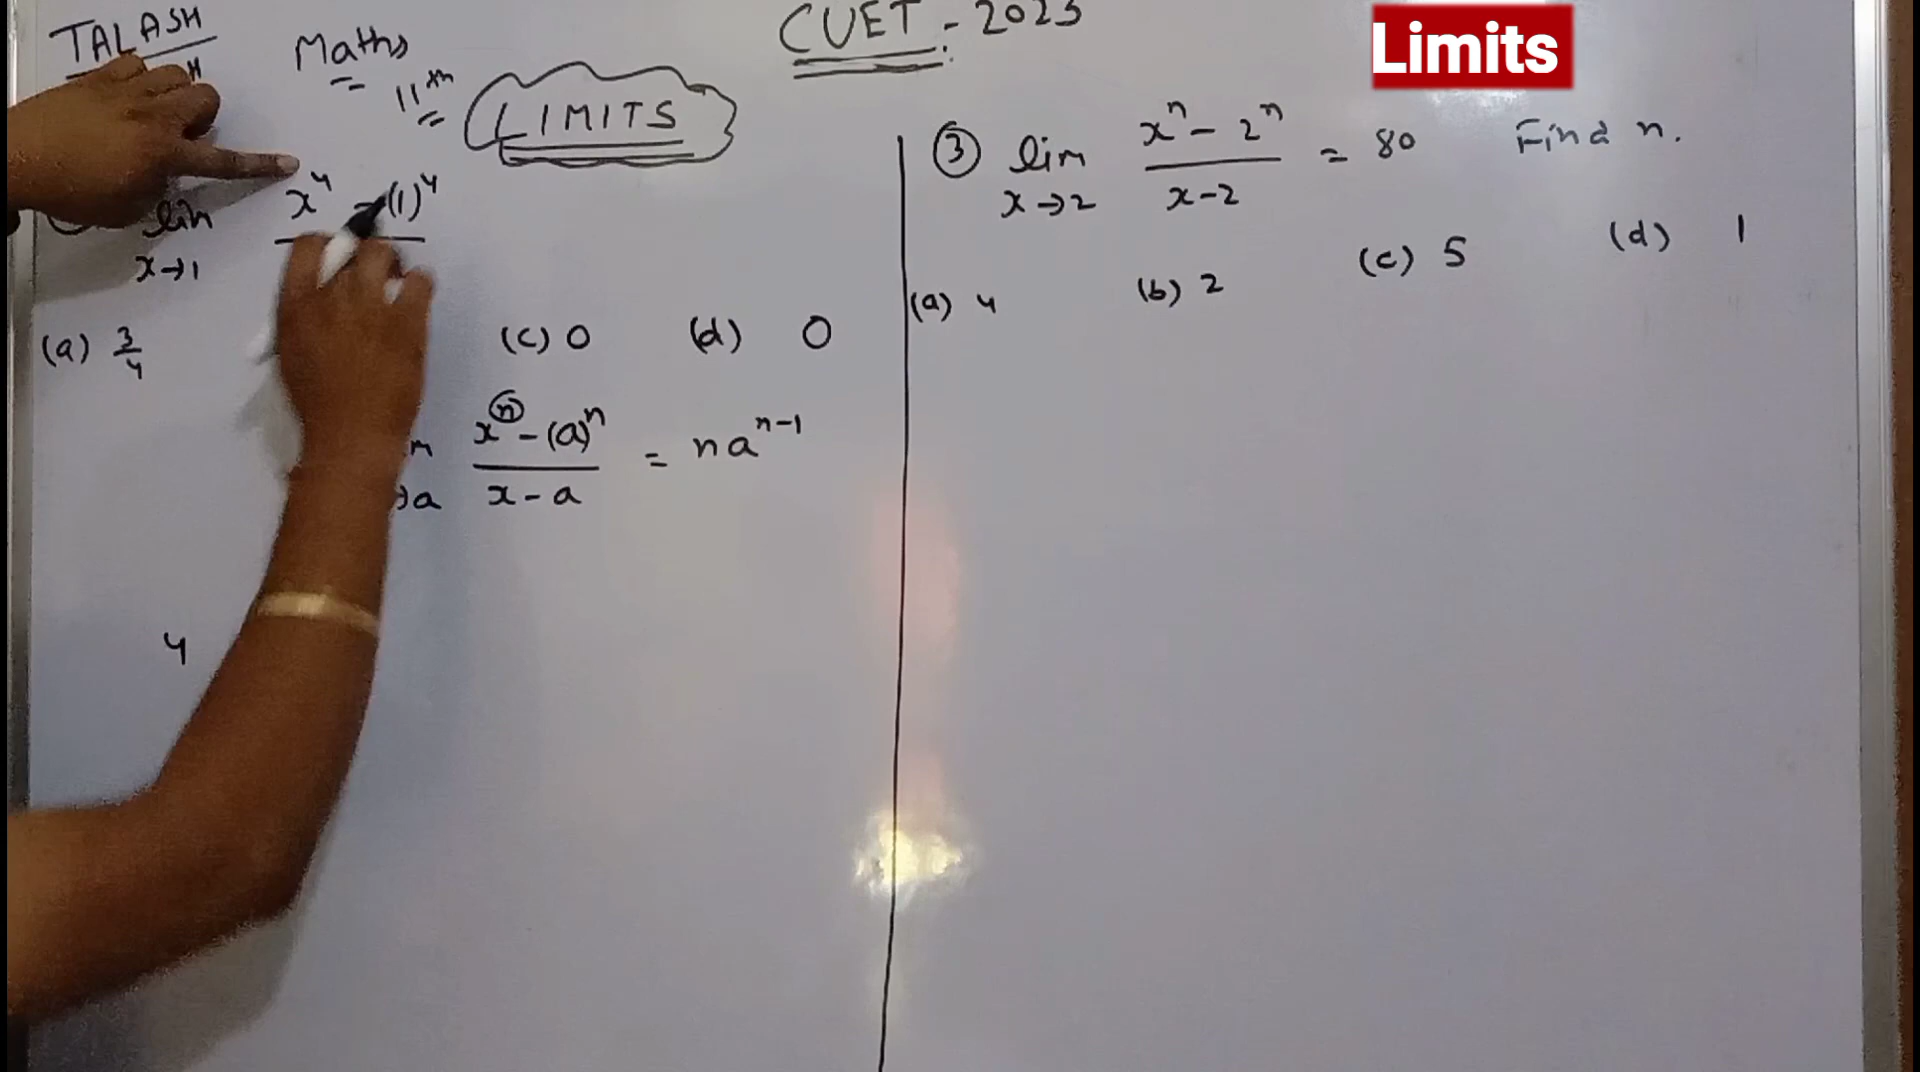 TALASH
Maths
11th
LIMITS
CUET - 2023
Limits
lim x→1 x⁴ - (1)⁴
(a) 3/4
(c) 0
(d) 0
xⁿ - (a)ⁿ / x - a = naⁿ⁻¹
→a
4
③ lim x→2 xⁿ - 2ⁿ / x - 2 = 80 Find n.
(a) 4
(b) 2
(c) 5
(d) 1